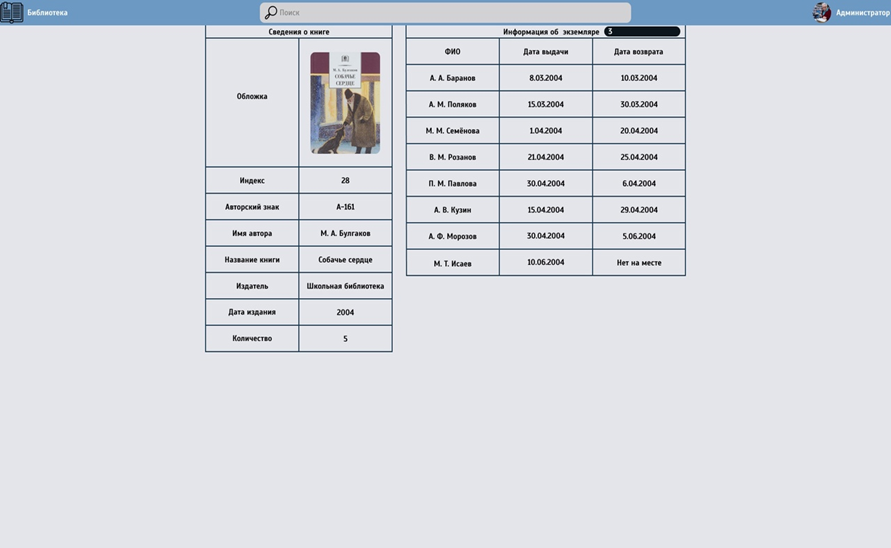 Библиотека
Поиск
Администратор
Сведения о книге
Обложка
М. А. Булгаков
СОБАЧЬЕ
СЕРДЦЕ
Индекс 28
Авторский знак А-161
Имя автора М. А. Булгаков
Название книги Собачье сердце
Издатель Школьная библиотека
Дата издания 2004
Количество 5
Информация об экземляре 3
ФИО Дата выдачи Дата возврата
А. А. Баранов 8.03.2004 10.03.2004
А. М. Поляков 15.03.2004 30.03.2004
М. М. Семёнова 1.04.2004 20.04.2004
В. М. Розанов 21.04.2004 25.04.2004
П. М. Павлова 30.04.2004 6.04.2004
А. В. Кузин 15.04.2004 29.04.2004
А. Ф. Морозов 30.04.2004 5.06.2004
М. Т. Исаев 10.06.2004 Нет на месте